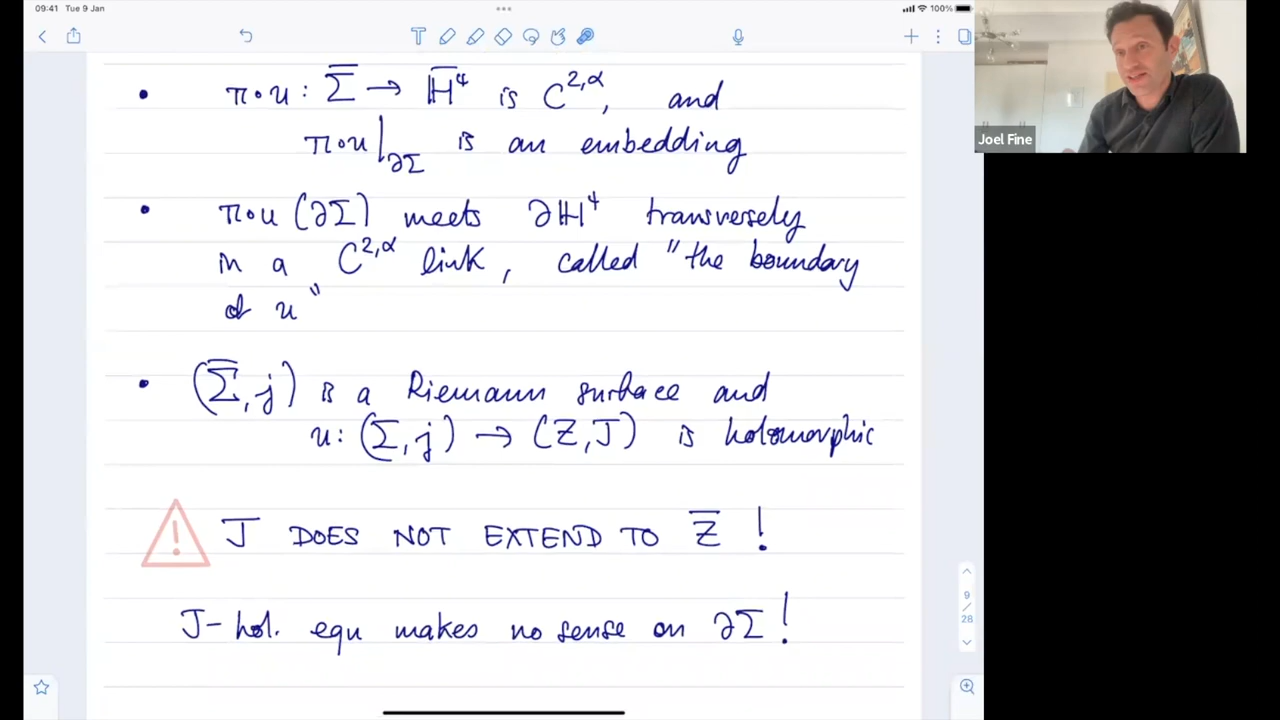 09:41 Tue 9 Jan
100%
• π∘u : Σ̄ → H̄⁴ is C^{2,α}, and
π∘u|_{∂Σ} is an embedding
• π∘u (∂Σ) meets ∂H⁴ transversely
in a C^{2,α} link, called "the boundary
of u"
• (Σ̄, j) is a Riemann surface and
u: (Σ, j) → (Z, J) is holomorphic
! J DOES NOT EXTEND TO Z̄ !
J-hol. equ makes no sense on ∂Σ !
9
/
28
Joel Fine